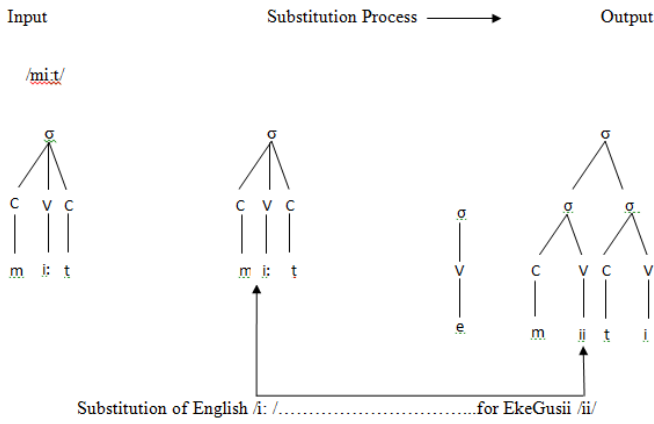 Input Substitution Process Output
/mi:t/
σ σ σ
C V C C V C σ σ σ
m i: t m i: t V C V C V
e m ii t i
Substitution of English /i: /……………………………..for EkeGusii /ii/